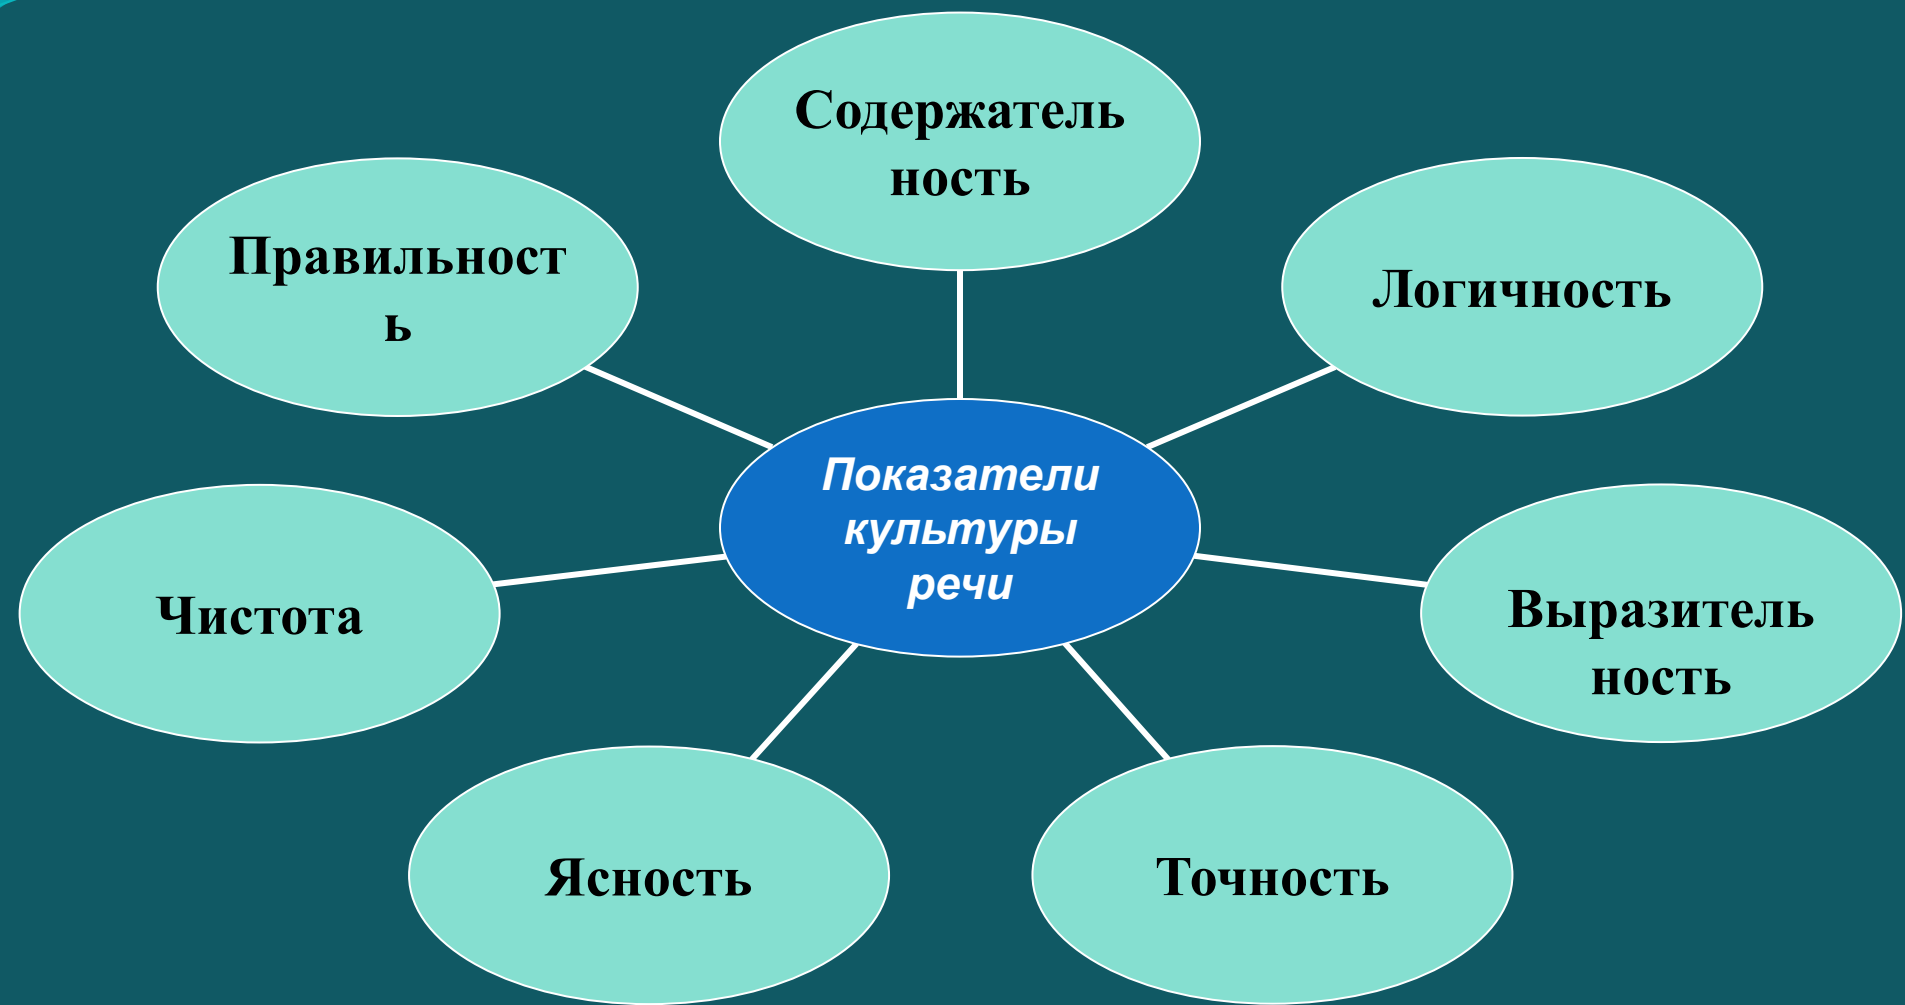 Содержатель
ность
Правильност
ь
Логичность
Показатели
культуры
речи
Чистота
Выразитель
ность
Ясность
Точность